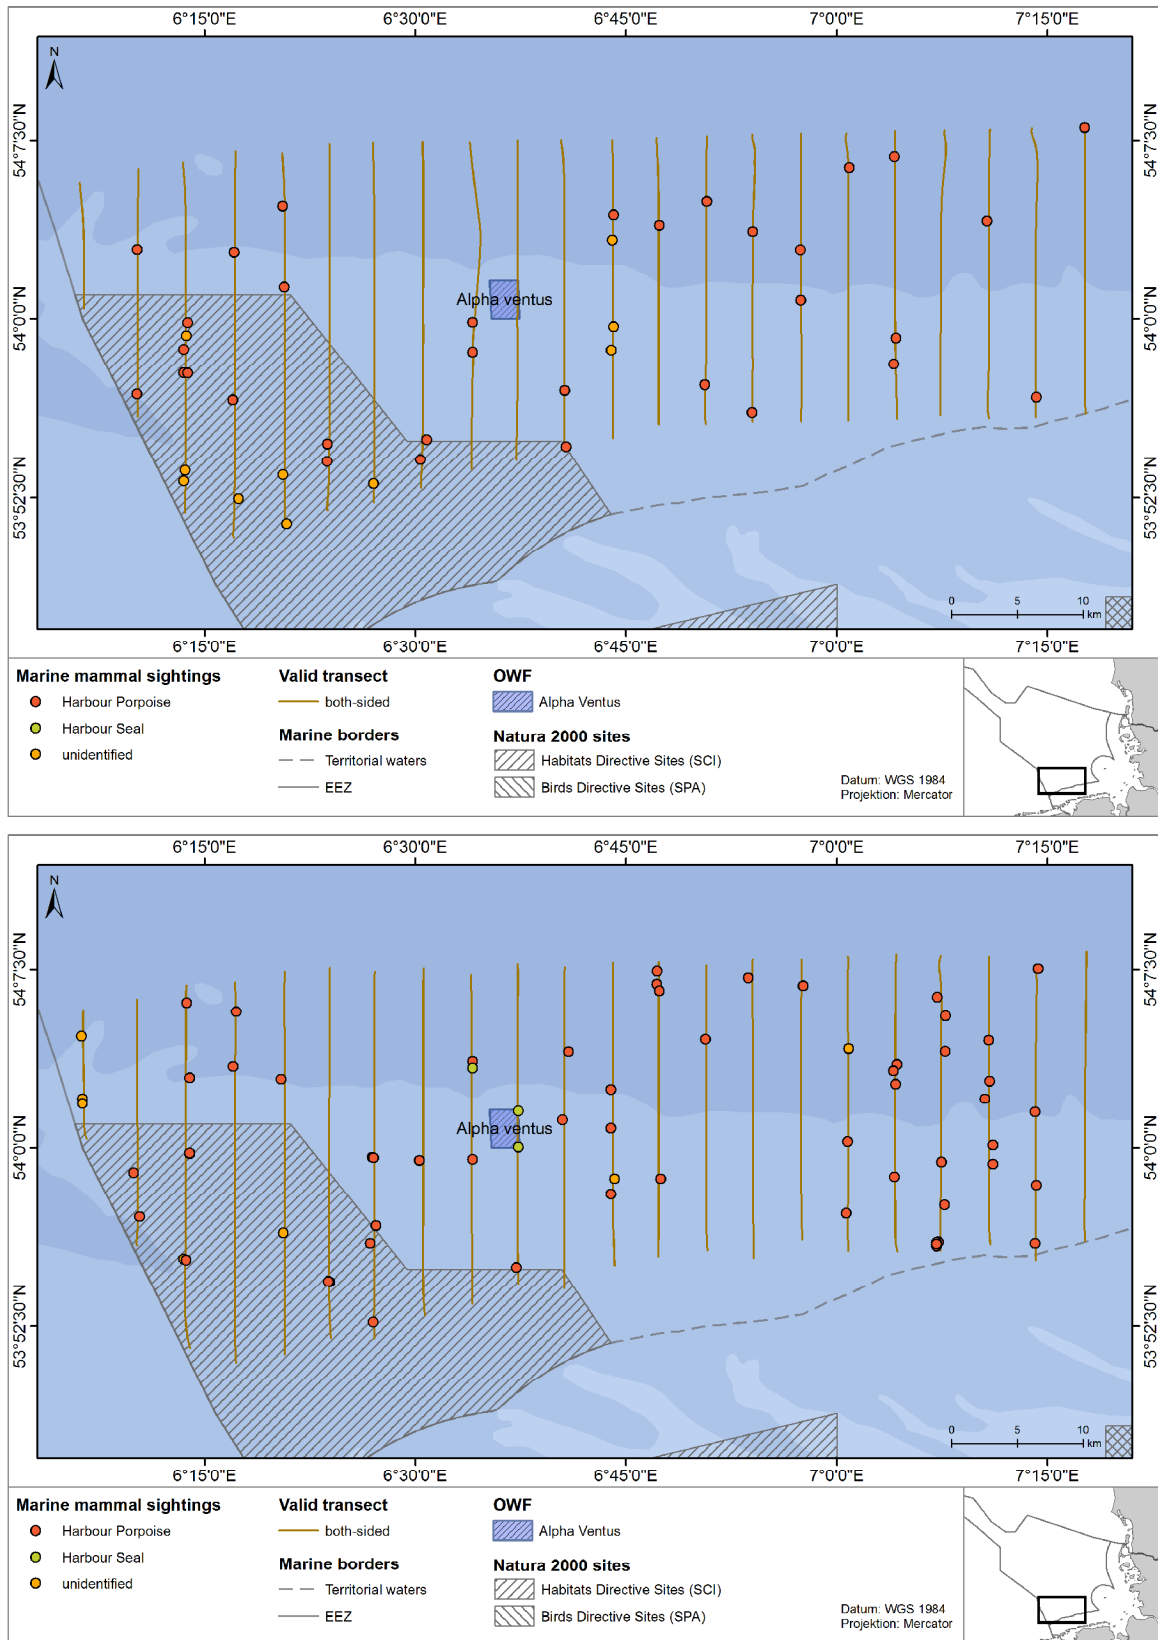 6°15'0"E 6°30'0"E 6°45'0"E 7°0'0"E 7°15'0"E
N
54°7'30"N 54°7'30"N
Alpha ventus
54°0'0"N 54°0'0"N
53°52'30"N 53°52'30"N
0 5 10
km
6°15'0"E 6°30'0"E 6°45'0"E 7°0'0"E 7°15'0"E
Marine mammal sightings
Harbour Porpoise
Harbour Seal
unidentified
Valid transect
both-sided
Marine borders
Territorial waters
EEZ
OWF
Alpha Ventus
Natura 2000 sites
Habitats Directive Sites (SCI)
Birds Directive Sites (SPA)
Datum: WGS 1984
Projektion: Mercator
6°15'0"E 6°30'0"E 6°45'0"E 7°0'0"E 7°15'0"E
N
54°7'30"N 54°7'30"N
Alpha ventus
54°0'0"N 54°0'0"N
53°52'30"N 53°52'30"N
0 5 10
km
6°15'0"E 6°30'0"E 6°45'0"E 7°0'0"E 7°15'0"E
Marine mammal sightings
Harbour Porpoise
Harbour Seal
unidentified
Valid transect
both-sided
Marine borders
Territorial waters
EEZ
OWF
Alpha Ventus
Natura 2000 sites
Habitats Directive Sites (SCI)
Birds Directive Sites (SPA)
Datum: WGS 1984
Projektion: Mercator